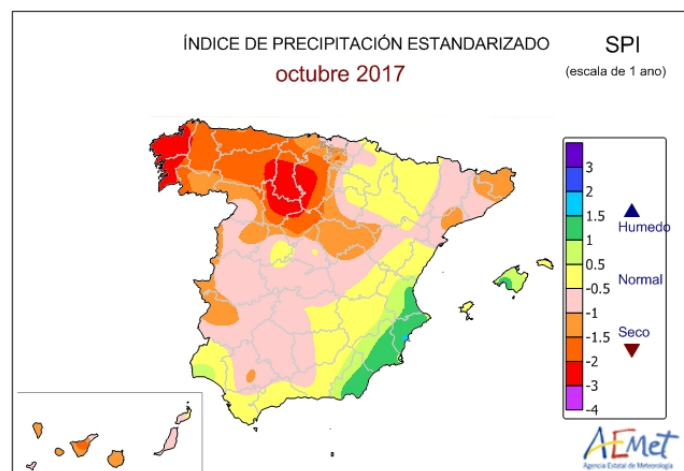 ÍNDICE DE PRECIPITACIÓN ESTANDARIZADO
octubre 2017
SPI
(escala de 1 ano)
3
2
1.5
1
0.5
-0.5
-1
-1.5
-2
-3
-4
Humedo
Normal
Seco
AEMet
Agencia Estatal de Meteorología